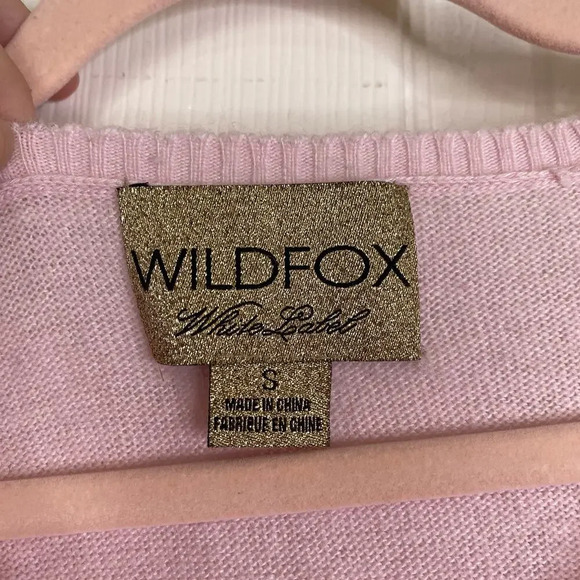 WILDFOX
White Label
S
MADE IN CHINA
FABRIQUE EN CHINE